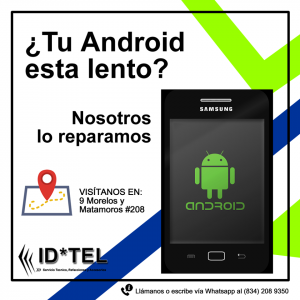 ¿Tu Android
esta lento?
Nosotros
lo reparamos
SAMSUNG
ANDROID
VISÍTANOS EN:
9 Morelos y
Matamoros #208
ID*TEL
Llámanos o escribe vía Whatsapp al (834) 208 9350